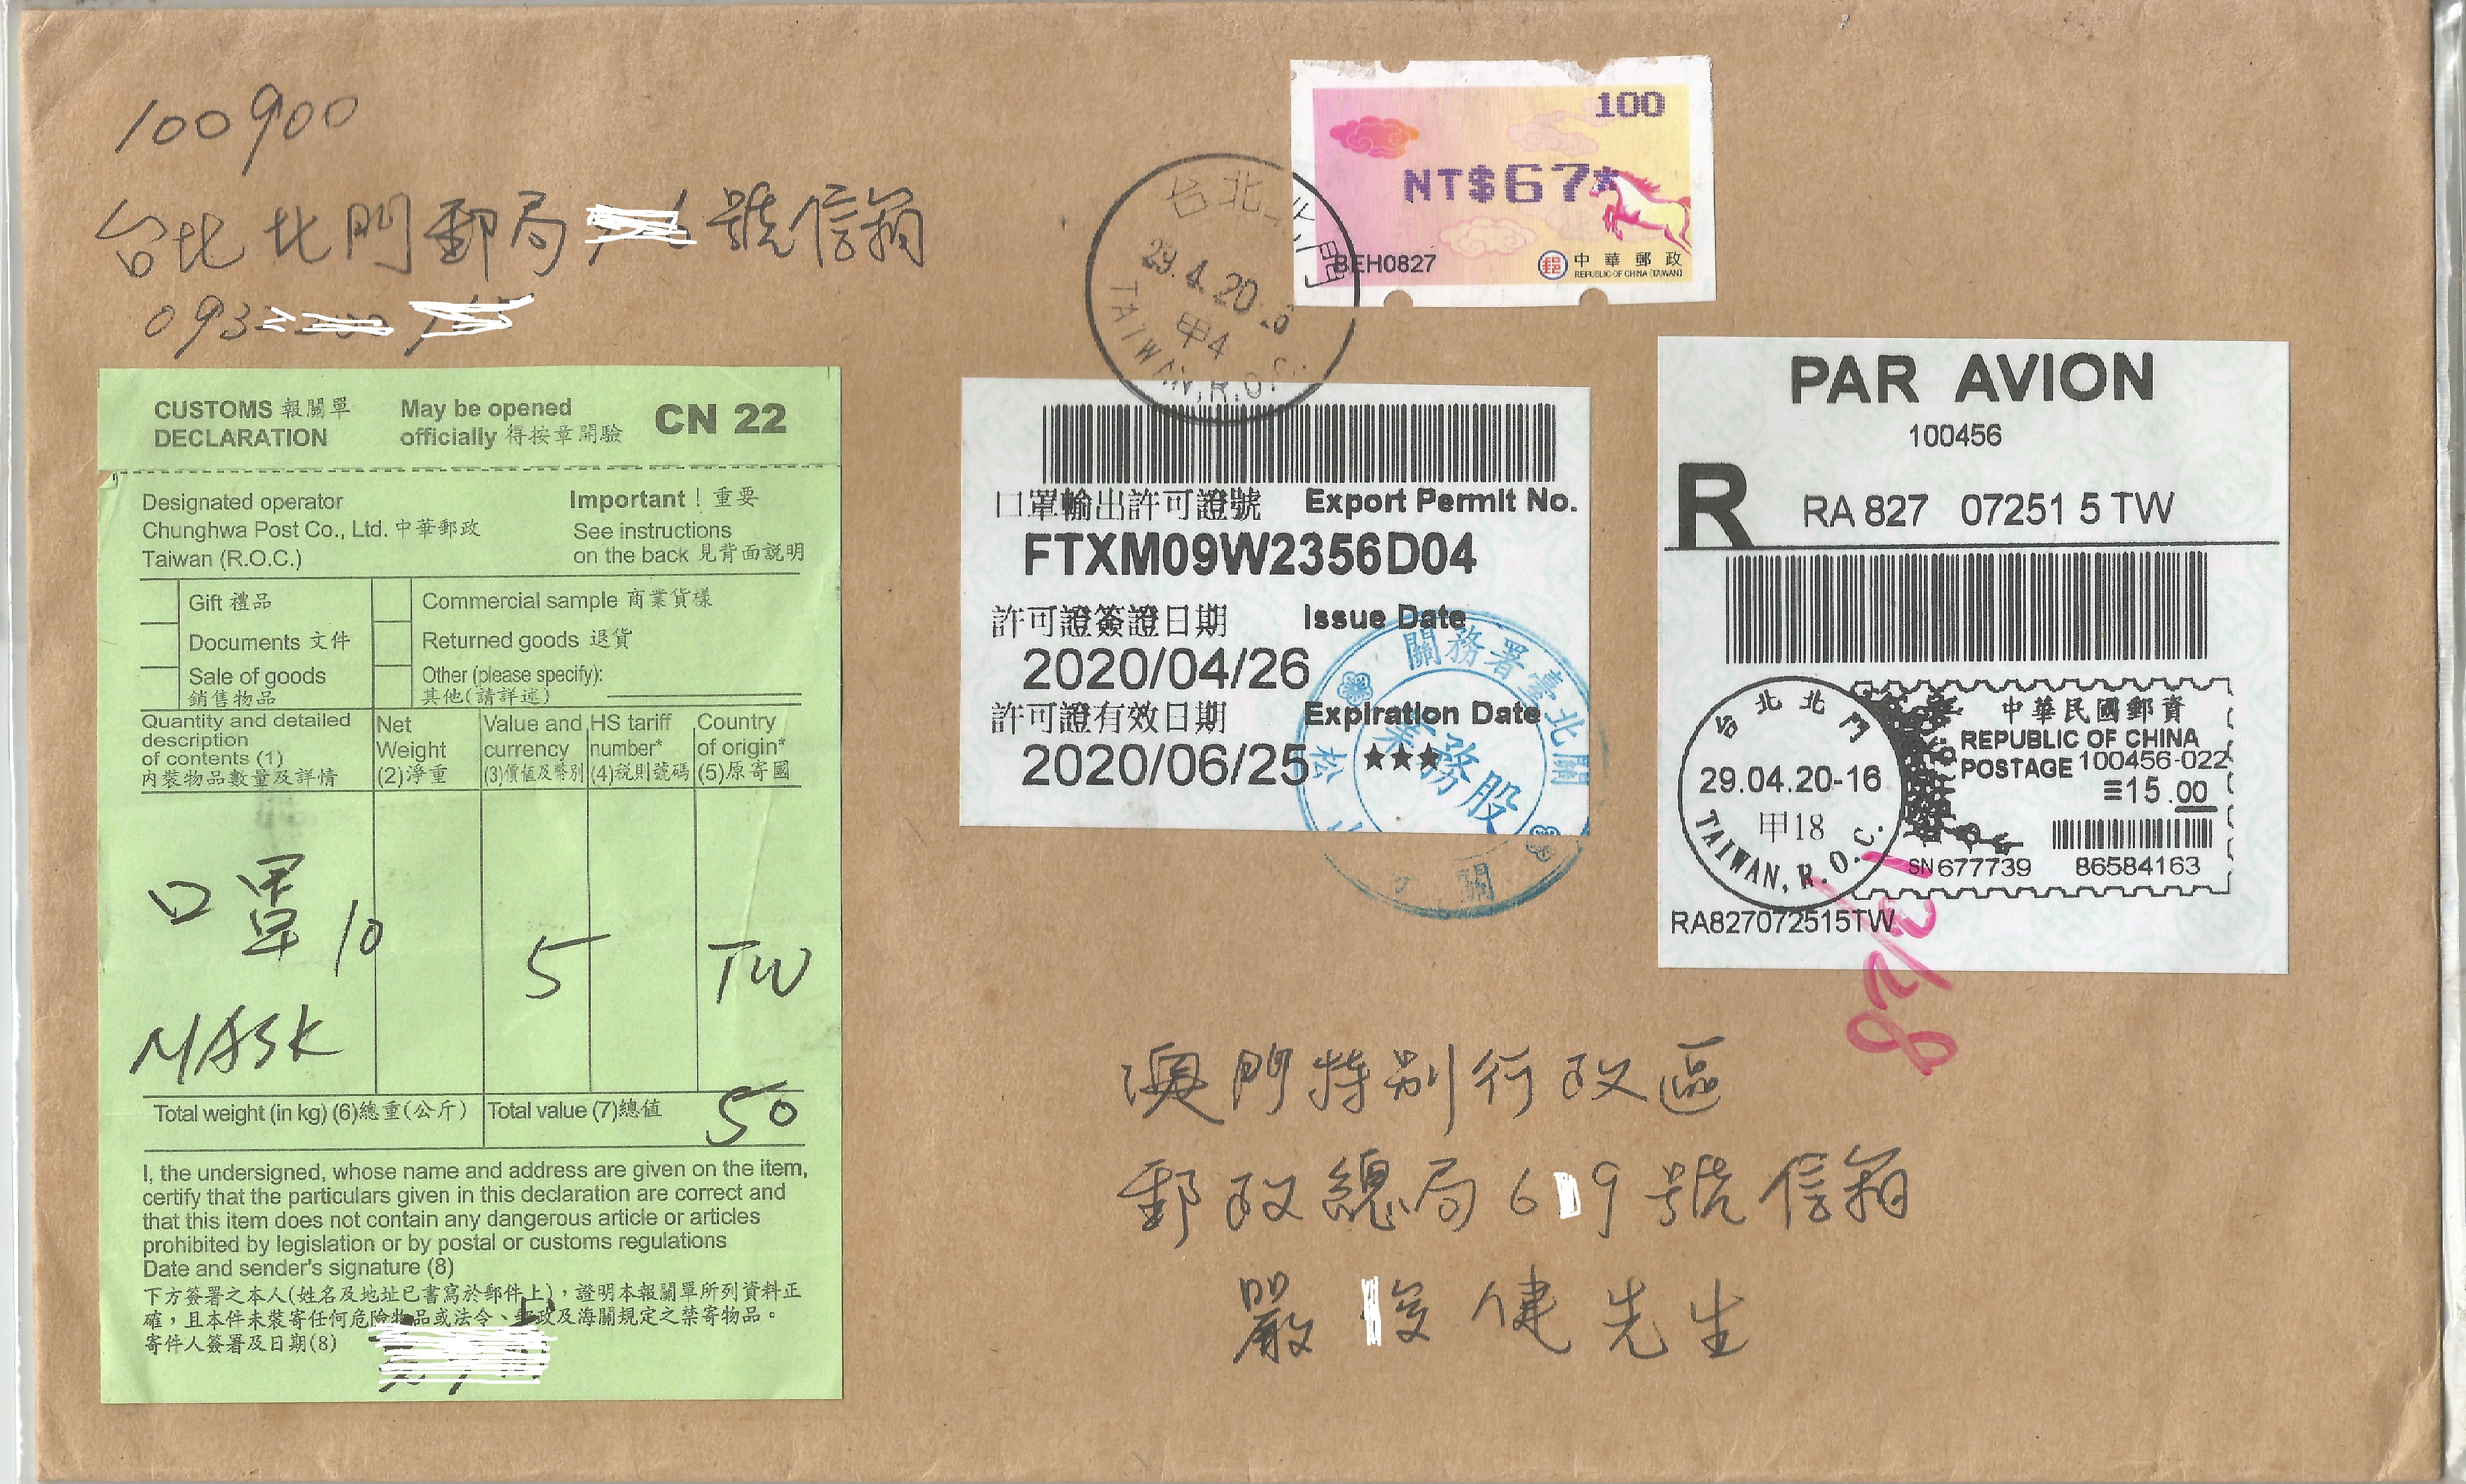 100900
台北北門郵局 號信箱
093
100
NT$67*
BEH0827
中華郵政
REPUBLIC OF CHINA (TAIWAN)
台北 北門
29.4.20.16
甲4
TAIWAN, R.O.C.
CUSTOMS 報關單
DECLARATION
May be opened
officially 得按章開驗
CN 22
Designated operator
Chunghwa Post Co., Ltd. 中華郵政
Taiwan (R.O.C.)
Important ! 重要
See instructions
on the back 見背面説明
Gift 禮品
Commercial sample 商業貨樣
Documents 文件
Returned goods 退貨
Sale of goods
銷售物品
Other (please specify):
其他(請詳述)
Quantity and detailed
description
of contents (1)
內裝物品數量及詳情
Net
Weight
(2)淨重
Value and
currency
(3)價值及幣別
HS tariff
number*
(4)稅則號碼
Country
of origin*
(5)原寄國
口罩 10
5
TW
MASK
Total weight (in kg) (6)總重(公斤)
Total value (7)總值
50
I, the undersigned, whose name and address are given on the item,
certify that the particulars given in this declaration are correct and
that this item does not contain any dangerous article or articles
prohibited by legislation or by postal or customs regulations
Date and sender's signature (8)
下方簽署之本人(姓名及地址已書寫於郵件上)，證明本報關單所列資料正
確，且本件未裝寄任何危險物品或法令、郵政及海關規定之禁寄物品。
寄件人簽署及日期(8)
口罩輸出許可證號 Export Permit No.
FTXM09W2356D04
許可證簽證日期 Issue Date
2020/04/26
許可證有效日期 Expiration Date
2020/06/25 ★★★
關務署臺北關
業務股
PAR AVION
100456
R RA 827 07251 5 TW
台北北門
29.04.20-16
甲18
TAIWAN, R.O.C.
中華民國郵資
REPUBLIC OF CHINA
POSTAGE 100456-022
≡15.00
SN 677739 86584163
RA827072515TW
澳門特別行政區
郵政總局6 9號信箱
嚴 健先生